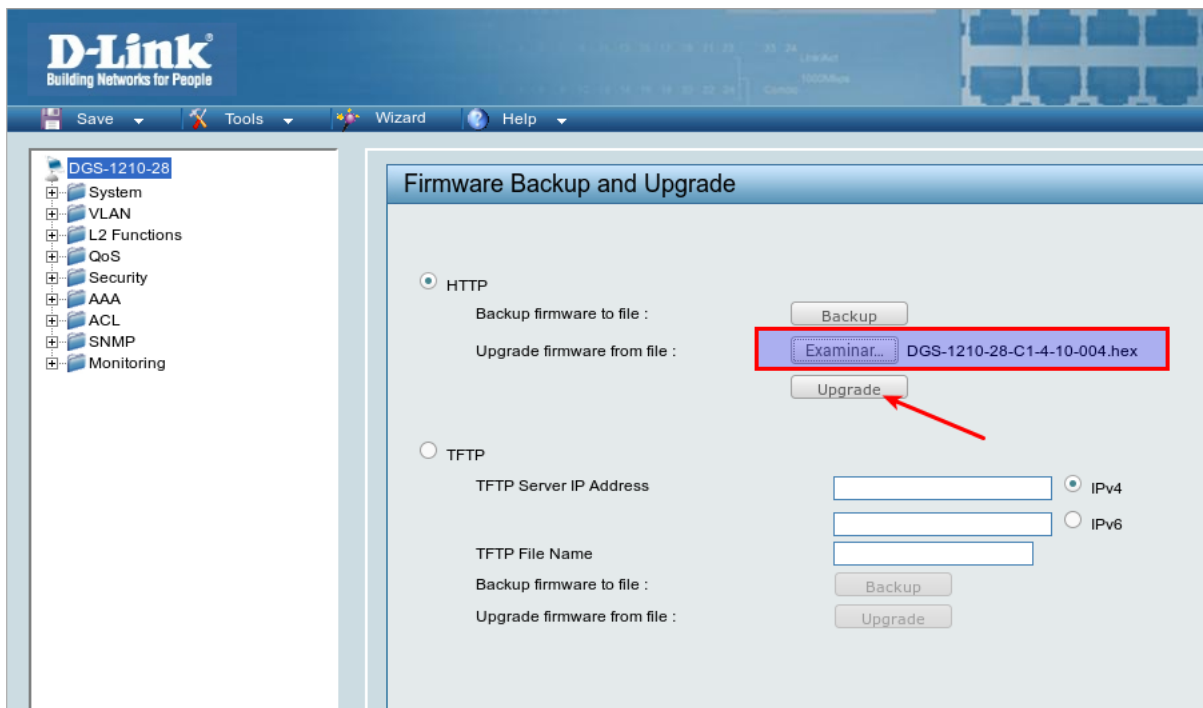 D-Link
Building Networks for People
Save Tools Wizard Help
DGS-1210-28
System
VLAN
L2 Functions
QoS
Security
AAA
ACL
SNMP
Monitoring
Firmware Backup and Upgrade
HTTP
Backup firmware to file : Backup
Upgrade firmware from file : Examinar... DGS-1210-28-C1-4-10-004.hex
Upgrade
TFTP
TFTP Server IP Address IPv4
IPv6
TFTP File Name
Backup firmware to file : Backup
Upgrade firmware from file : Upgrade